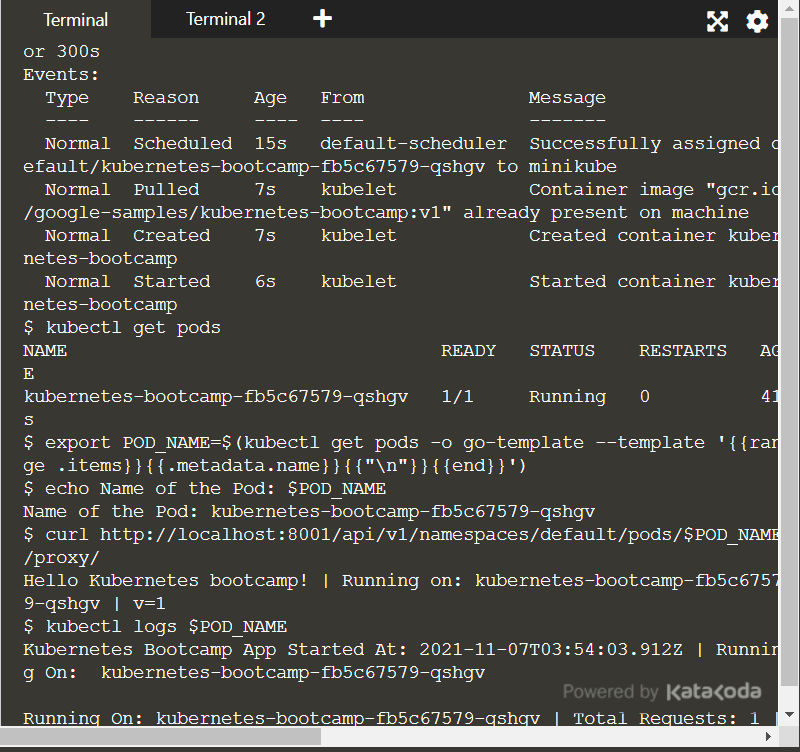 Terminal Terminal 2 +
or 300s
Events:
  Type    Reason     Age   From               Message
  ----    ------     ----  ----               -------
  Normal  Scheduled  15s   default-scheduler  Successfully assigned d
efault/kubernetes-bootcamp-fb5c67579-qshgv to minikube
  Normal  Pulled     7s    kubelet            Container image "gcr.io
/google-samples/kubernetes-bootcamp:v1" already present on machine
  Normal  Created    7s    kubelet            Created container kuber
netes-bootcamp
  Normal  Started    6s    kubelet            Started container kuber
netes-bootcamp
$ kubectl get pods
NAME                                  READY   STATUS    RESTARTS   AG
E
kubernetes-bootcamp-fb5c67579-qshgv   1/1     Running   0          41
s
$ export POD_NAME=$(kubectl get pods -o go-template --template '{{ran
ge .items}}{{.metadata.name}}{{"\n"}}{{end}}')
$ echo Name of the Pod: $POD_NAME
Name of the Pod: kubernetes-bootcamp-fb5c67579-qshgv
$ curl http://localhost:8001/api/v1/namespaces/default/pods/$POD_NAME
/proxy/
Hello Kubernetes bootcamp! | Running on: kubernetes-bootcamp-fb5c6757
9-qshgv | v=1
$ kubectl logs $POD_NAME
Kubernetes Bootcamp App Started At: 2021-11-07T03:54:03.912Z | Runnin
g On:  kubernetes-bootcamp-fb5c67579-qshgv
Powered by Katacoda
Running On: kubernetes-bootcamp-fb5c67579-qshgv | Total Requests: 1 |